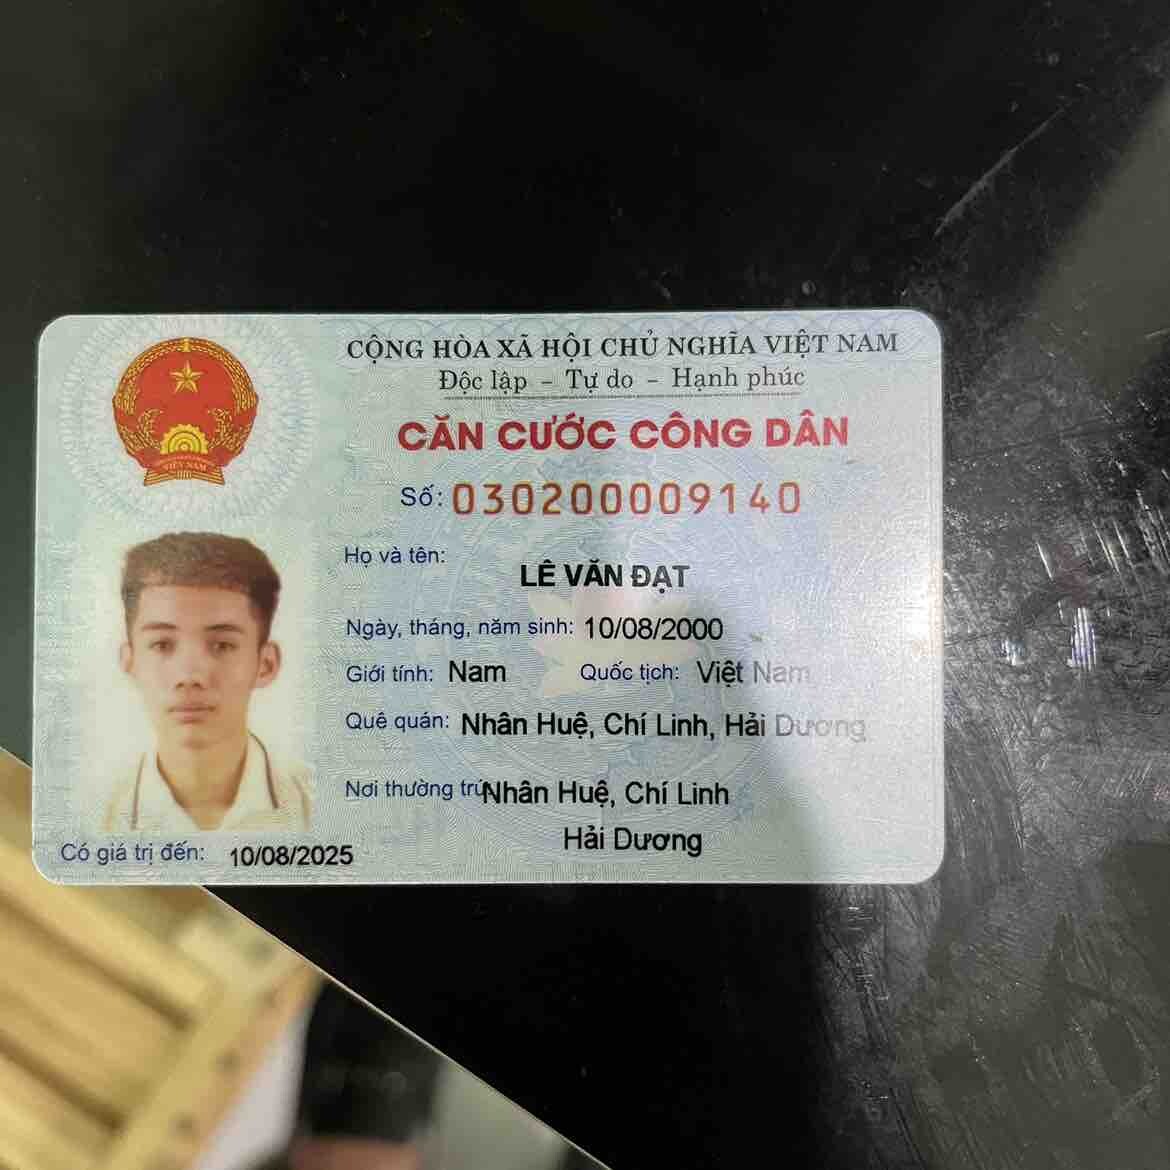 CỘNG HÒA XÃ HỘI CHỦ NGHĨA VIỆT NAM
Độc lập - Tự do - Hạnh phúc
CĂN CƯỚC CÔNG DÂN
Số: 030200009140
Họ và tên:
LÊ VĂN ĐẠT
Ngày, tháng, năm sinh: 10/08/2000
Giới tính: Nam Quốc tịch: Việt Nam
Quê quán: Nhân Huệ, Chí Linh, Hải Dương
Nơi thường trú: Nhân Huệ, Chí Linh
Hải Dương
Có giá trị đến: 10/08/2025
VIỆT NAM